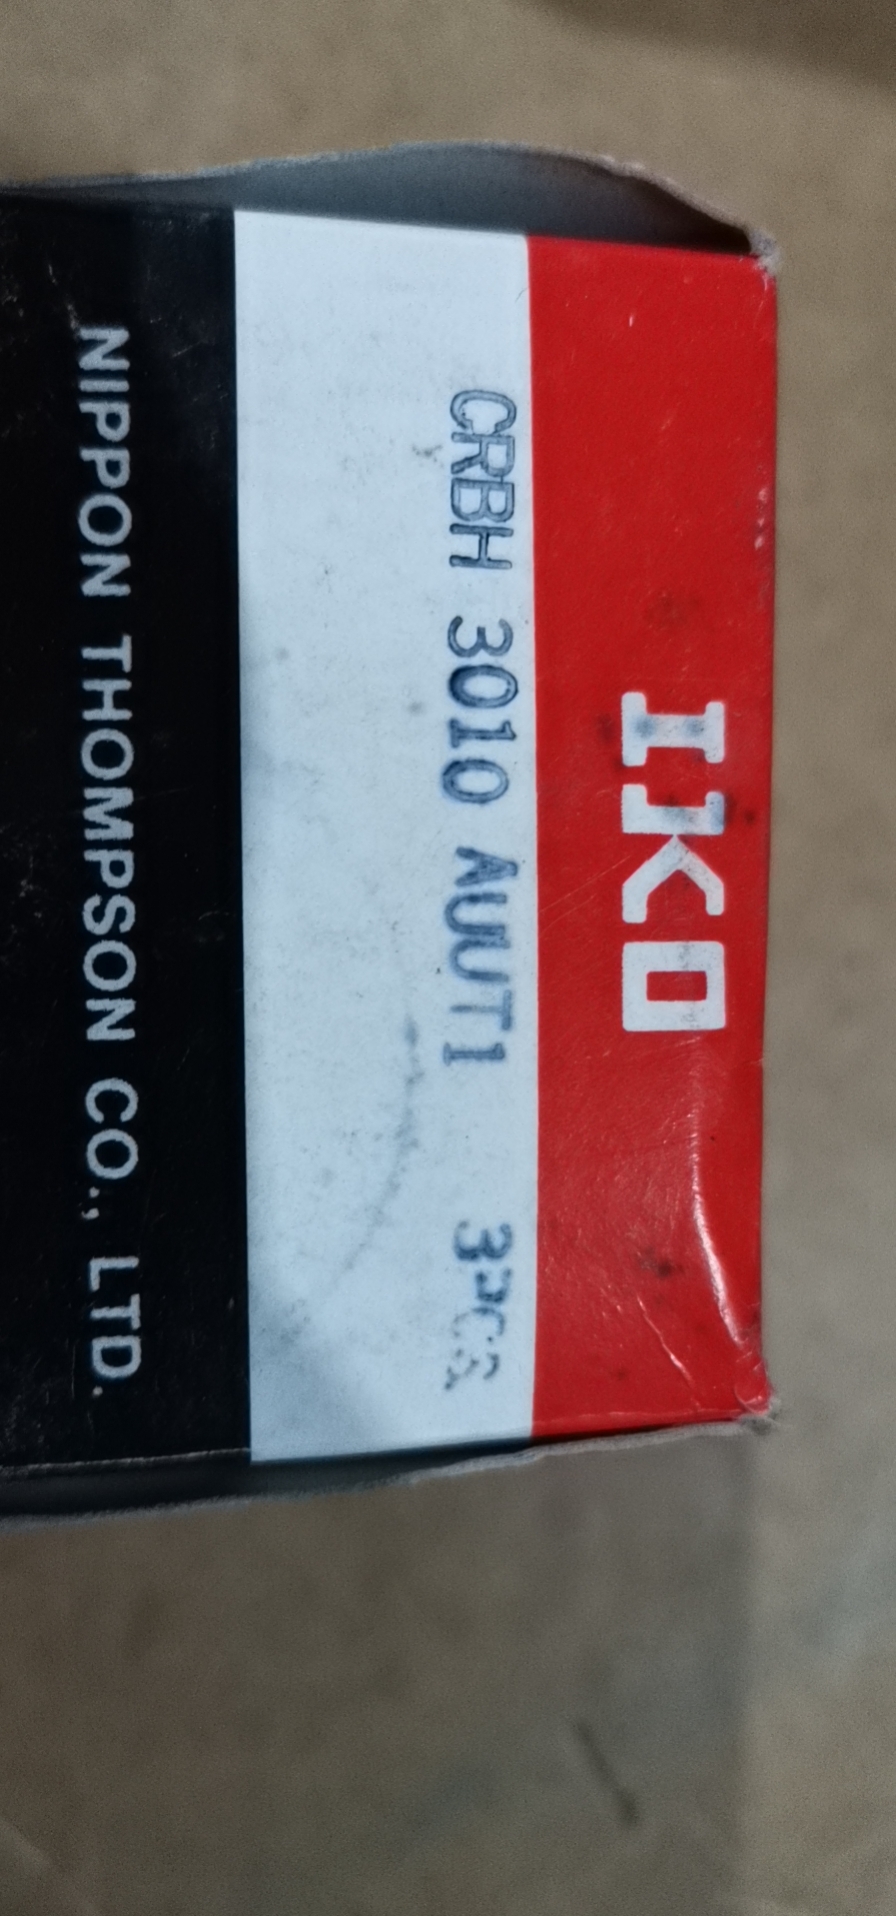 IKO
CRBH 3010 AUUT1
NIPPON THOMPSON CO., LTD.